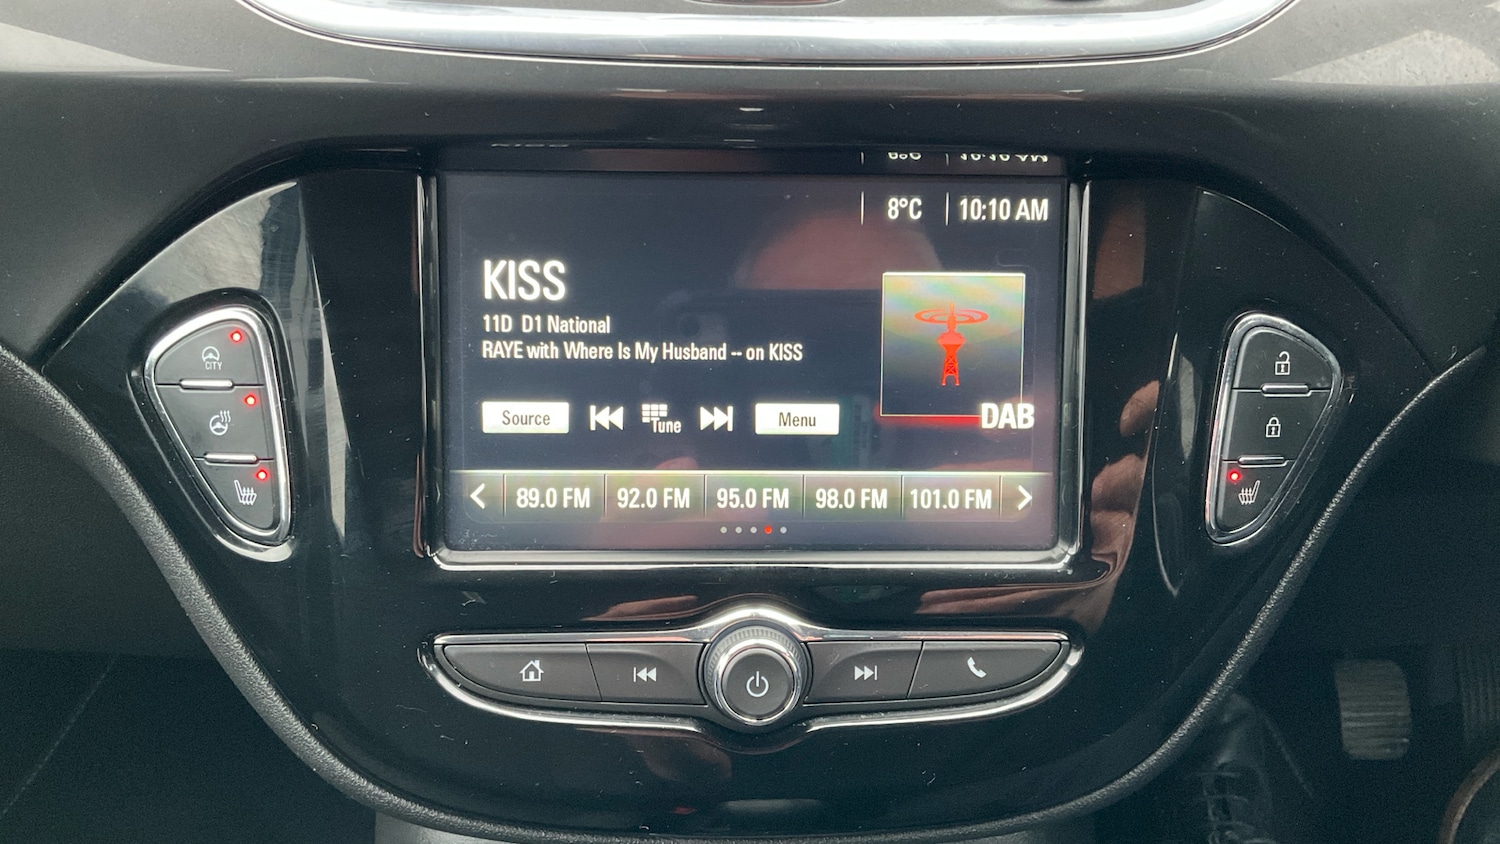 8°C 10:10 AM
KISS
11D D1 National
RAYE with Where Is My Husband -- on KISS
DAB
Source Tune Menu
89.0 FM 92.0 FM 95.0 FM 98.0 FM 101.0 FM
CITY